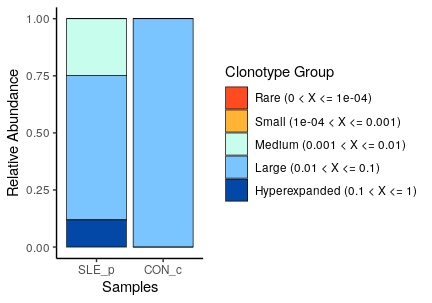 1.00
0.75
0.50
0.25
0.00
Relative Abundance
SLE_p CON_c
Samples
Clonotype Group
Rare (0 < X <= 1e-04)
Small (1e-04 < X <= 0.001)
Medium (0.001 < X <= 0.01)
Large (0.01 < X <= 0.1)
Hyperexpanded (0.1 < X <= 1)